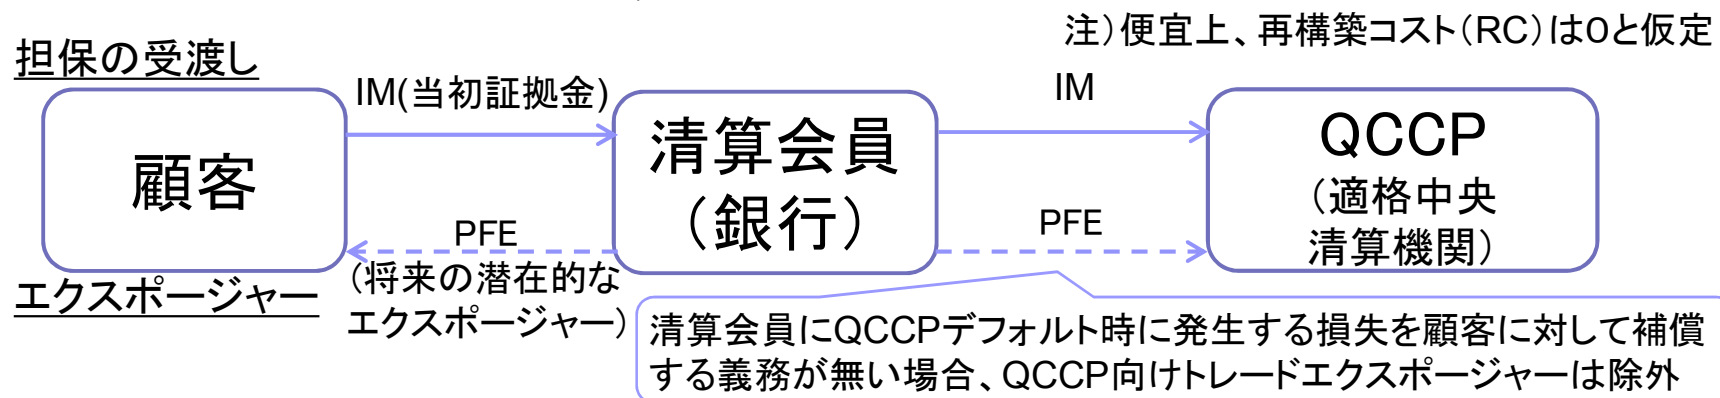 注）便宜上、再構築コスト（RC）は0と仮定
担保の受渡し
IM(当初証拠金)
IM
顧客
清算会員
（銀行）
QCCP
（適格中央
清算機関）
PFE
PFE
エクスポージャー
（将来の潜在的な
エクスポージャー）
清算会員にQCCPデフォルト時に発生する損失を顧客に対して補償
する義務が無い場合、QCCP向けトレードエクスポージャーは除外